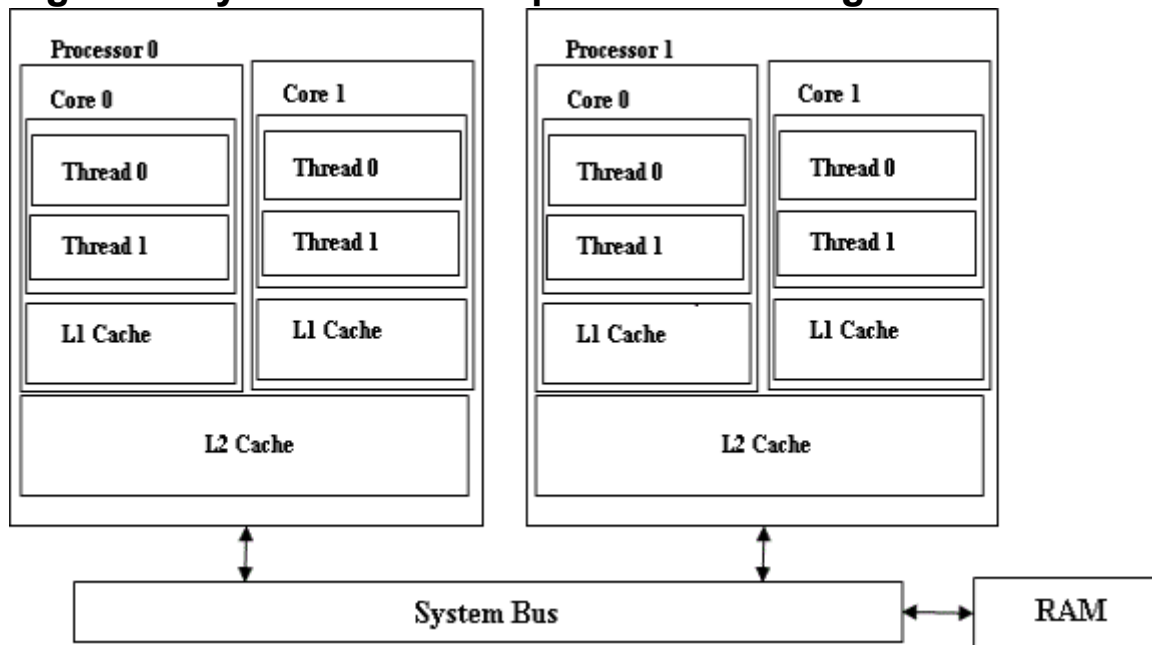 Processor 0
Core 0
Thread 0
Thread 1
L1 Cache
Core 1
Thread 0
Thread 1
L1 Cache
L2 Cache
Processor 1
Core 0
Thread 0
Thread 1
L1 Cache
Core 1
Thread 0
Thread 1
L1 Cache
L2 Cache
System Bus
RAM